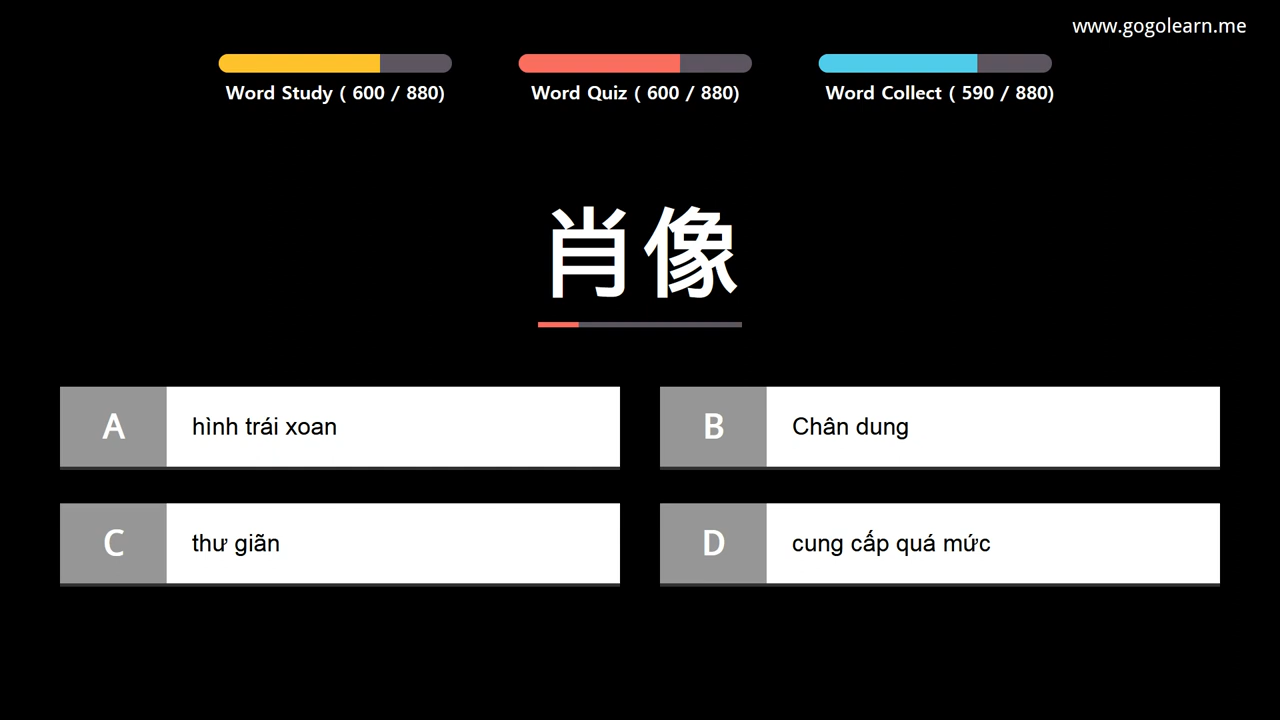 www.gogolearn.me
Word Study ( 600 / 880)
Word Quiz ( 600 / 880)
Word Collect ( 590 / 880)
肖像
A
hình trái xoan
B
Chân dung
C
thư giãn
D
cung cấp quá mức